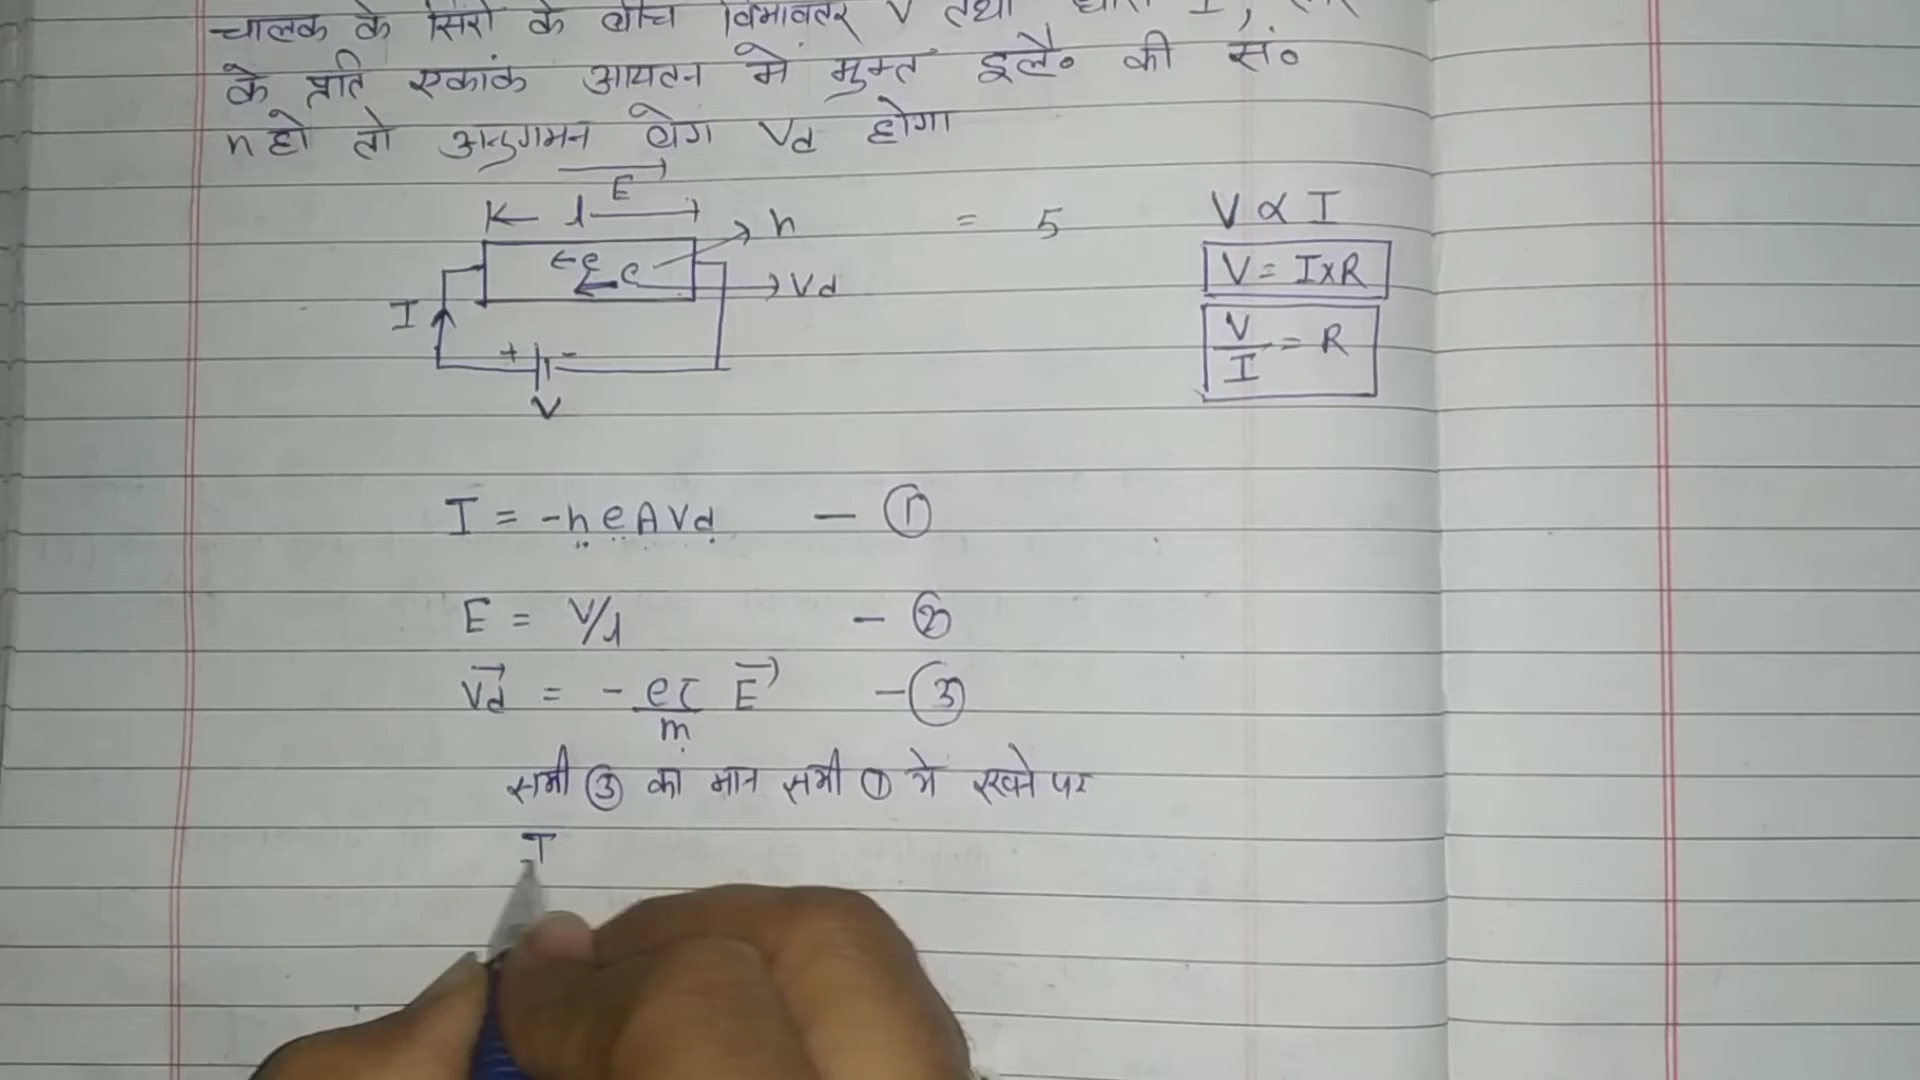 चालक के सिरों के बीच विभवांतर V तथा धारा I,
के प्रति एकांक आयतन में मुक्त इलै० की सं०
n हो तो अनुगमन वेग Vd होगा
E
l
n
= 5
V ∝ I
e e
Vd
V = I×R
I
+ -
V/I = R
V
I = -neAVd — ①
E = V/l — ②
Vd = - eτ/m E — ③
समी ③ का मान समी ① में रखने पर
I